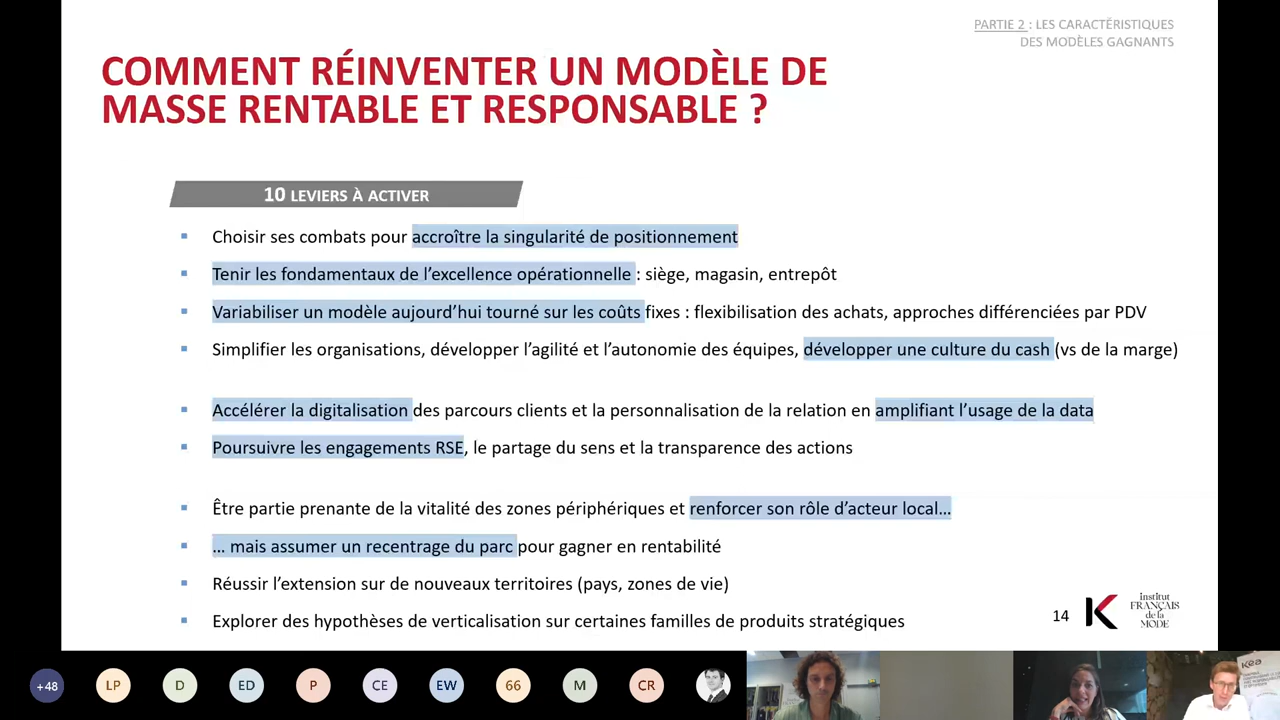 PARTIE 2 : LES CARACTÉRISTIQUES
DES MODÈLES GAGNANTS
COMMENT RÉINVENTER UN MODÈLE DE
MASSE RENTABLE ET RESPONSABLE ?
10 LEVIERS À ACTIVER
▪ Choisir ses combats pour accroître la singularité de positionnement
▪ Tenir les fondamentaux de l’excellence opérationnelle : siège, magasin, entrepôt
▪ Variabiliser un modèle aujourd’hui tourné sur les coûts fixes : flexibilisation des achats, approches différenciées par PDV
▪ Simplifier les organisations, développer l’agilité et l’autonomie des équipes, développer une culture du cash (vs de la marge)
▪ Accélérer la digitalisation des parcours clients et la personnalisation de la relation en amplifiant l’usage de la data
▪ Poursuivre les engagements RSE, le partage du sens et la transparence des actions
▪ Être partie prenante de la vitalité des zones périphériques et renforcer son rôle d’acteur local…
▪ … mais assumer un recentrage du parc pour gagner en rentabilité
▪ Réussir l’extension sur de nouveaux territoires (pays, zones de vie)
▪ Explorer des hypothèses de verticalisation sur certaines familles de produits stratégiques
14
K
Institut
FRANÇAIS
de la
MODE
+48 LP D ED P CE EW 66 M CR
Kéa